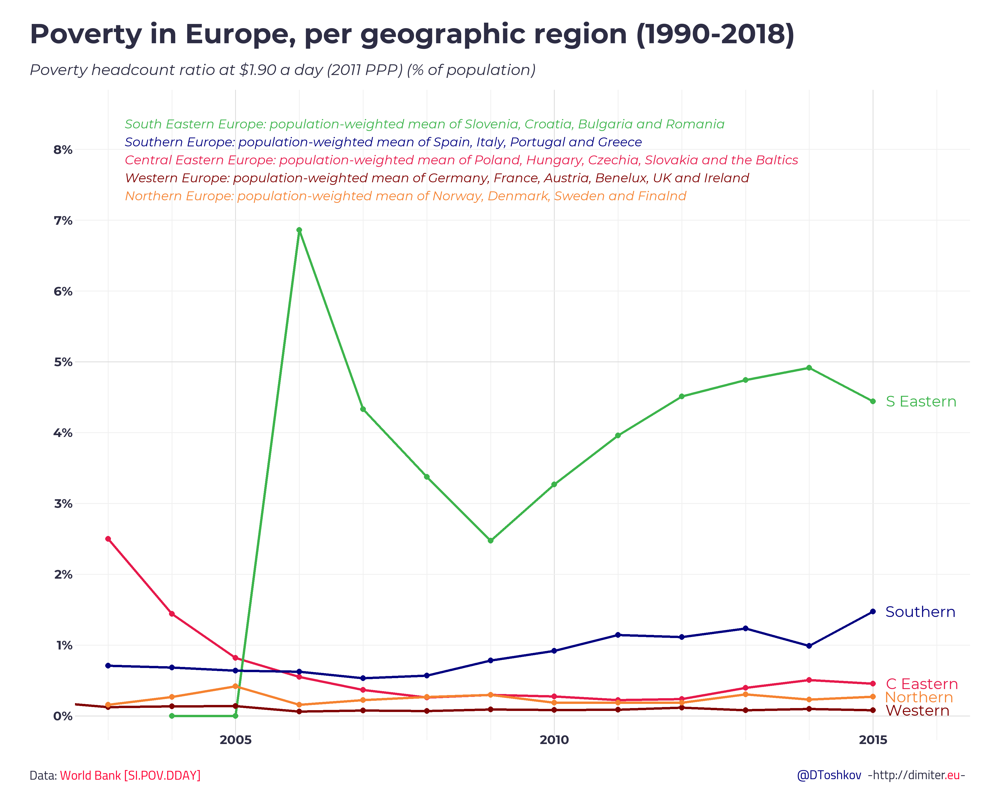 Poverty in Europe, per geographic region (1990-2018)
Poverty headcount ratio at $1.90 a day (2011 PPP) (% of population)
South Eastern Europe: population-weighted mean of Slovenia, Croatia, Bulgaria and Romania
Southern Europe: population-weighted mean of Spain, Italy, Portugal and Greece
8%
Central Eastern Europe: population-weighted mean of Poland, Hungary, Czechia, Slovakia and the Baltics
Western Europe: population-weighted mean of Germany, France, Austria, Benelux, UK and Ireland
Northern Europe: population-weighted mean of Norway, Denmark, Sweden and Finalnd
7%
6%
5%
S Eastern
4%
3%
2%
Southern
1%
C Eastern
Northern
Western
0%
2005 2010 2015
Data: World Bank [SI.POV.DDAY]
@DToshkov -http://dimiter.eu-